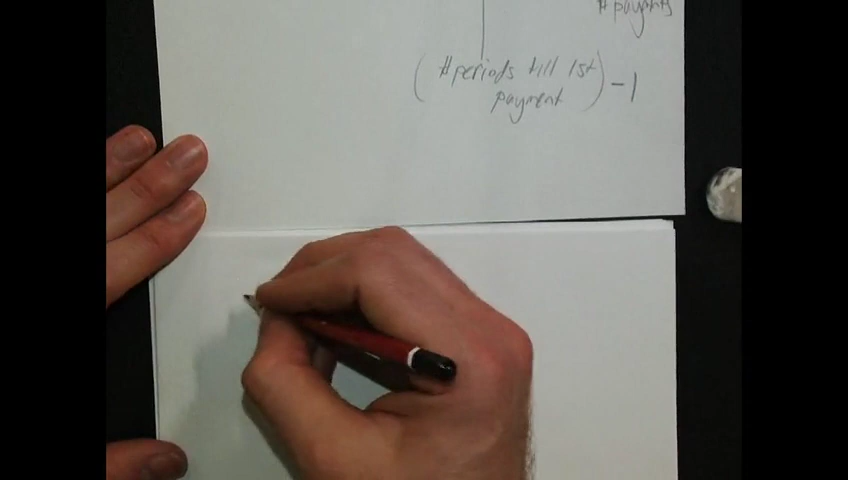 # payments
( # periods till 1st
payment ) - 1